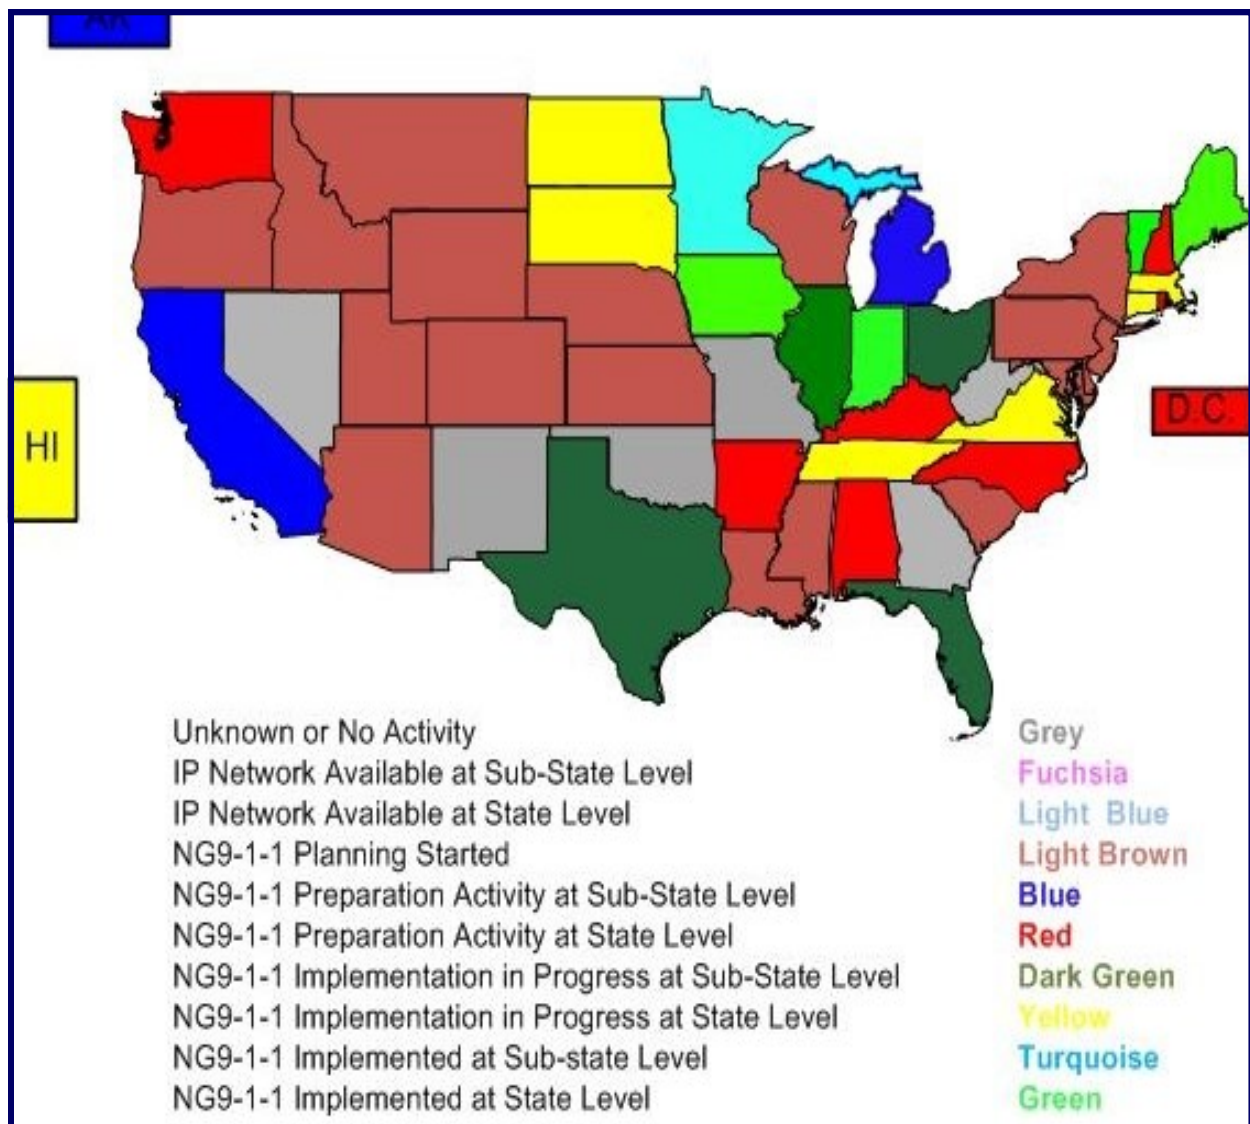 AK
HI
D.C.
Unknown or No Activity Grey
IP Network Available at Sub-State Level Fuchsia
IP Network Available at State Level Light Blue
NG9-1-1 Planning Started Light Brown
NG9-1-1 Preparation Activity at Sub-State Level Blue
NG9-1-1 Preparation Activity at State Level Red
NG9-1-1 Implementation in Progress at Sub-State Level Dark Green
NG9-1-1 Implementation in Progress at State Level Yellow
NG9-1-1 Implemented at Sub-state Level Turquoise
NG9-1-1 Implemented at State Level Green